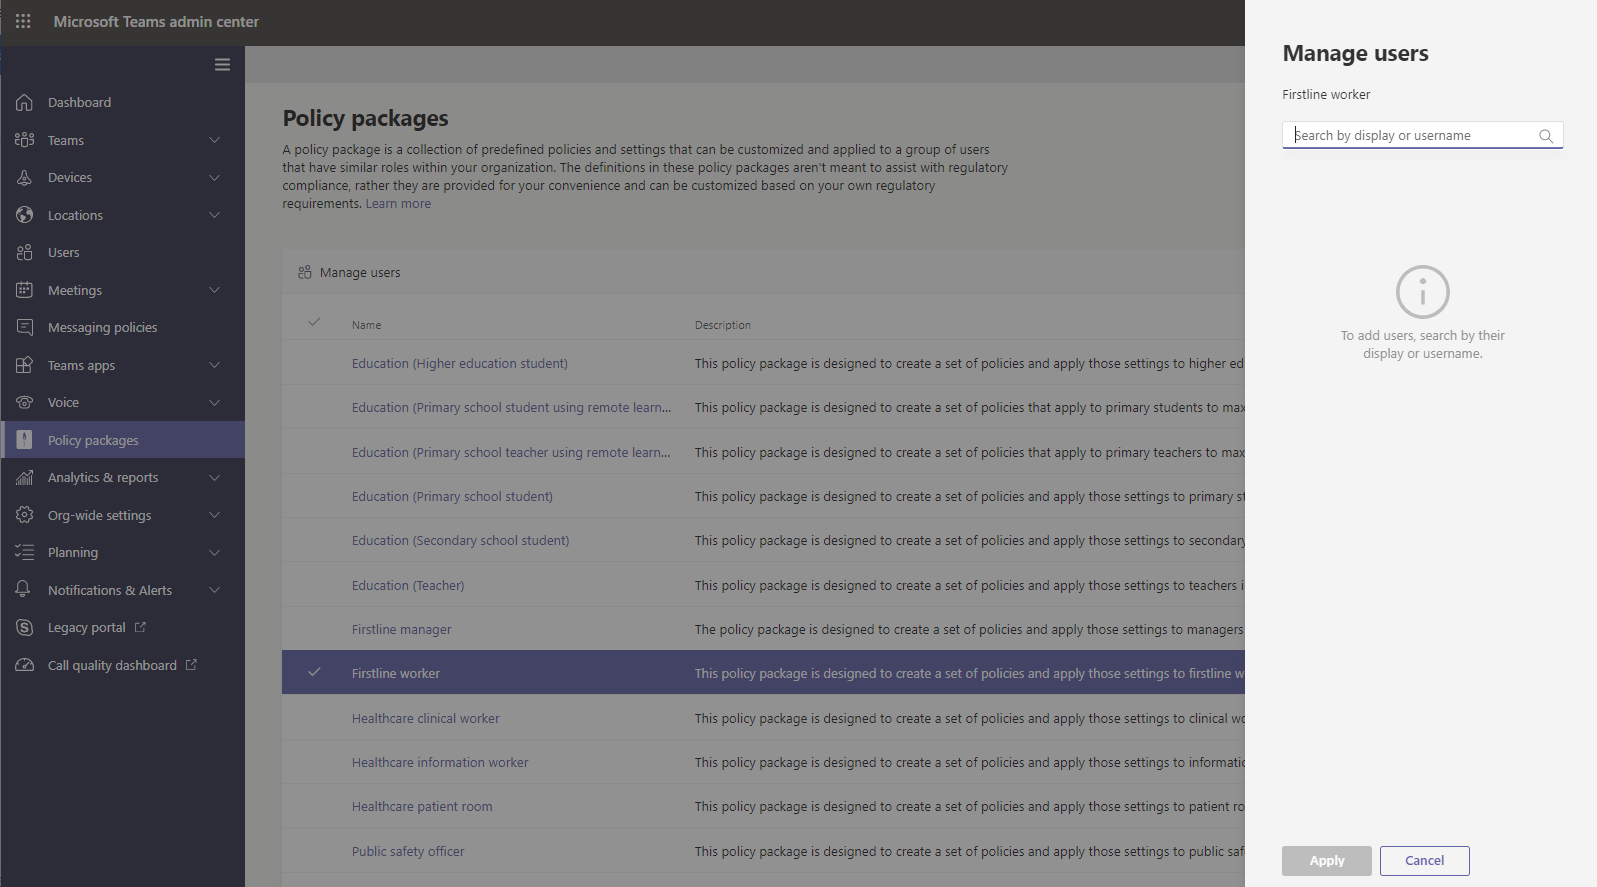 Microsoft Teams admin center
Dashboard
Teams
Devices
Locations
Users
Meetings
Messaging policies
Teams apps
Voice
Policy packages
Analytics & reports
Org-wide settings
Planning
Notifications & Alerts
Legacy portal
Call quality dashboard
Policy packages
A policy package is a collection of predefined policies and settings that can be customized and applied to a group of users
that have similar roles within your organization. The definitions in these policy packages aren't meant to assist with regulatory
compliance, rather they are provided for your convenience and can be customized based on your own regulatory
requirements. Learn more
Manage users
Name Description
Education (Higher education student) This policy package is designed to create a set of policies and apply those settings to higher ed
Education (Primary school student using remote learn... This policy package is designed to create a set of policies that apply to primary students to max
Education (Primary school teacher using remote learn... This policy package is designed to create a set of policies that apply to primary teachers to max
Education (Primary school student) This policy package is designed to create a set of policies and apply those settings to primary st
Education (Secondary school student) This policy package is designed to create a set of policies and apply those settings to secondary
Education (Teacher) This policy package is designed to create a set of policies and apply those settings to teachers i
Firstline manager The policy package is designed to create a set of policies and apply those settings to managers
Firstline worker This policy package is designed to create a set of policies and apply those settings to firstline w
Healthcare clinical worker This policy package is designed to create a set of policies and apply those settings to clinical wo
Healthcare information worker This policy package is designed to create a set of policies and apply those settings to informatio
Healthcare patient room This policy package is designed to create a set of policies and apply those settings to patient ro
Public safety officer This policy package is designed to create a set of policies and apply those settings to public saf
Manage users
Firstline worker
Search by display or username
To add users, search by their
display or username.
Apply Cancel